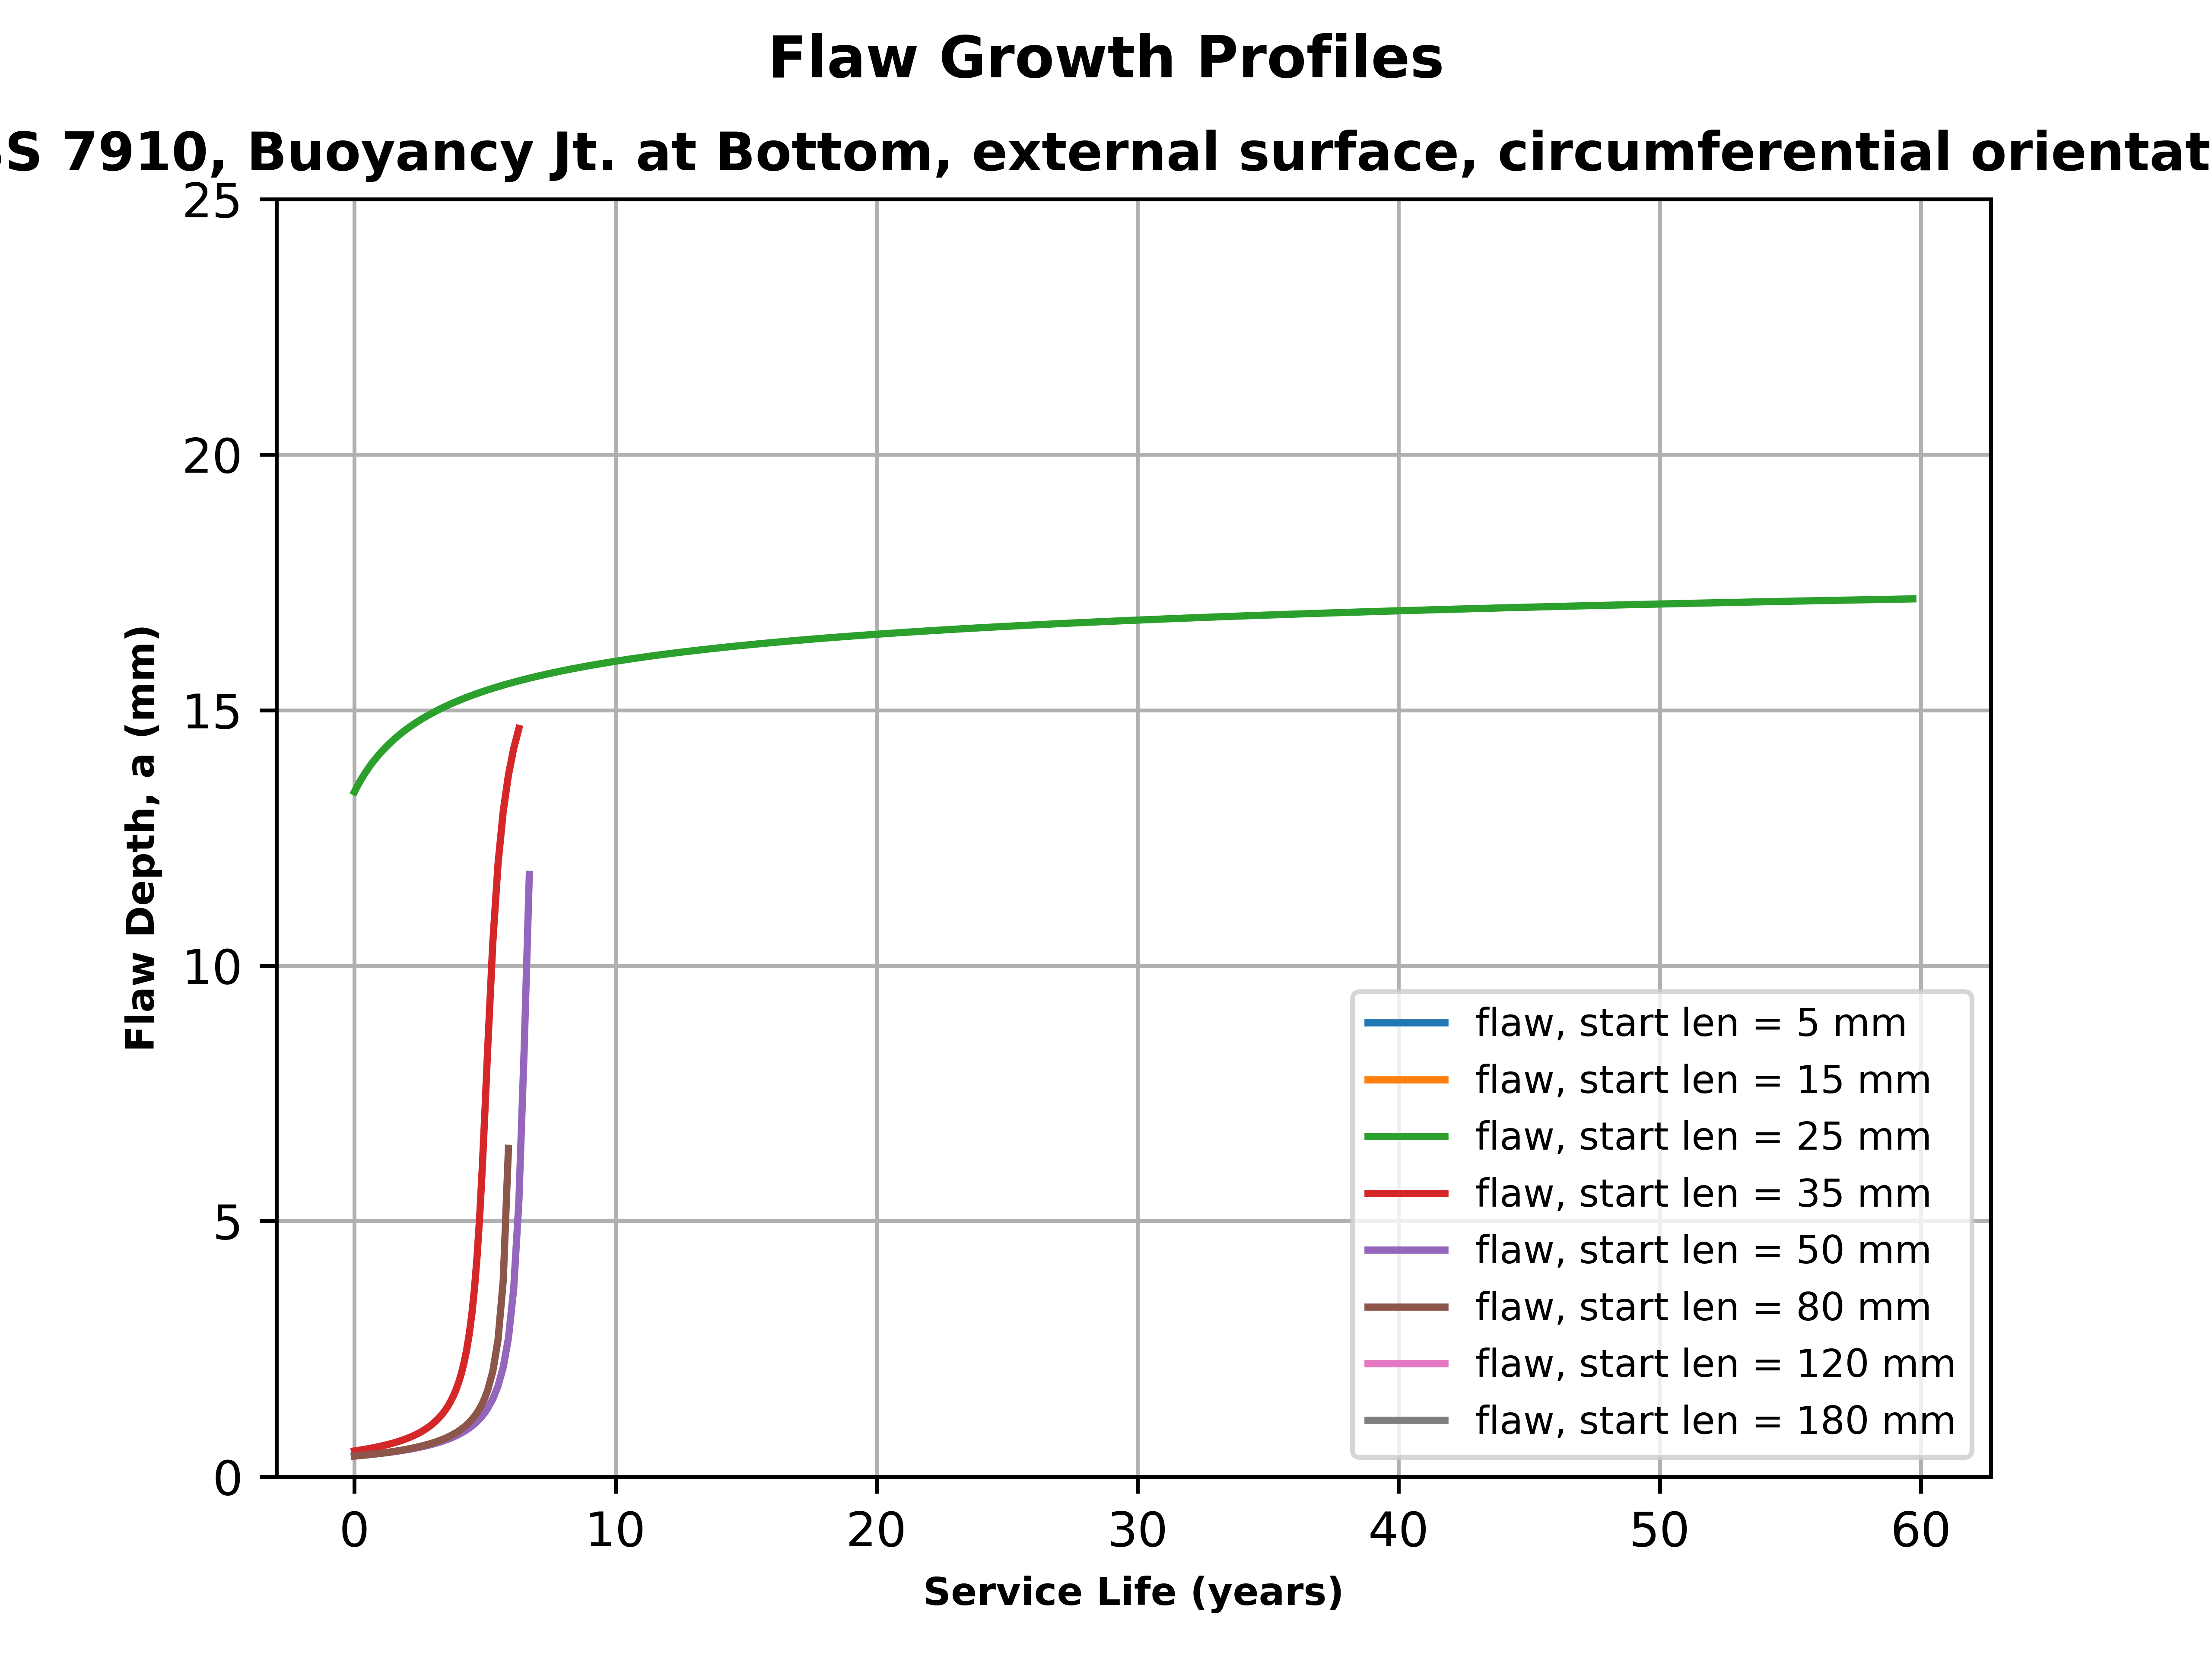 Flaw Growth Profiles
S 7910, Buoyancy Jt. at Bottom, external surface, circumferential orientat
25
20
15
10
5
0
Flaw Depth, a (mm)
flaw, start len = 5 mm
flaw, start len = 15 mm
flaw, start len = 25 mm
flaw, start len = 35 mm
flaw, start len = 50 mm
flaw, start len = 80 mm
flaw, start len = 120 mm
flaw, start len = 180 mm
0 10 20 30 40 50 60
Service Life (years)